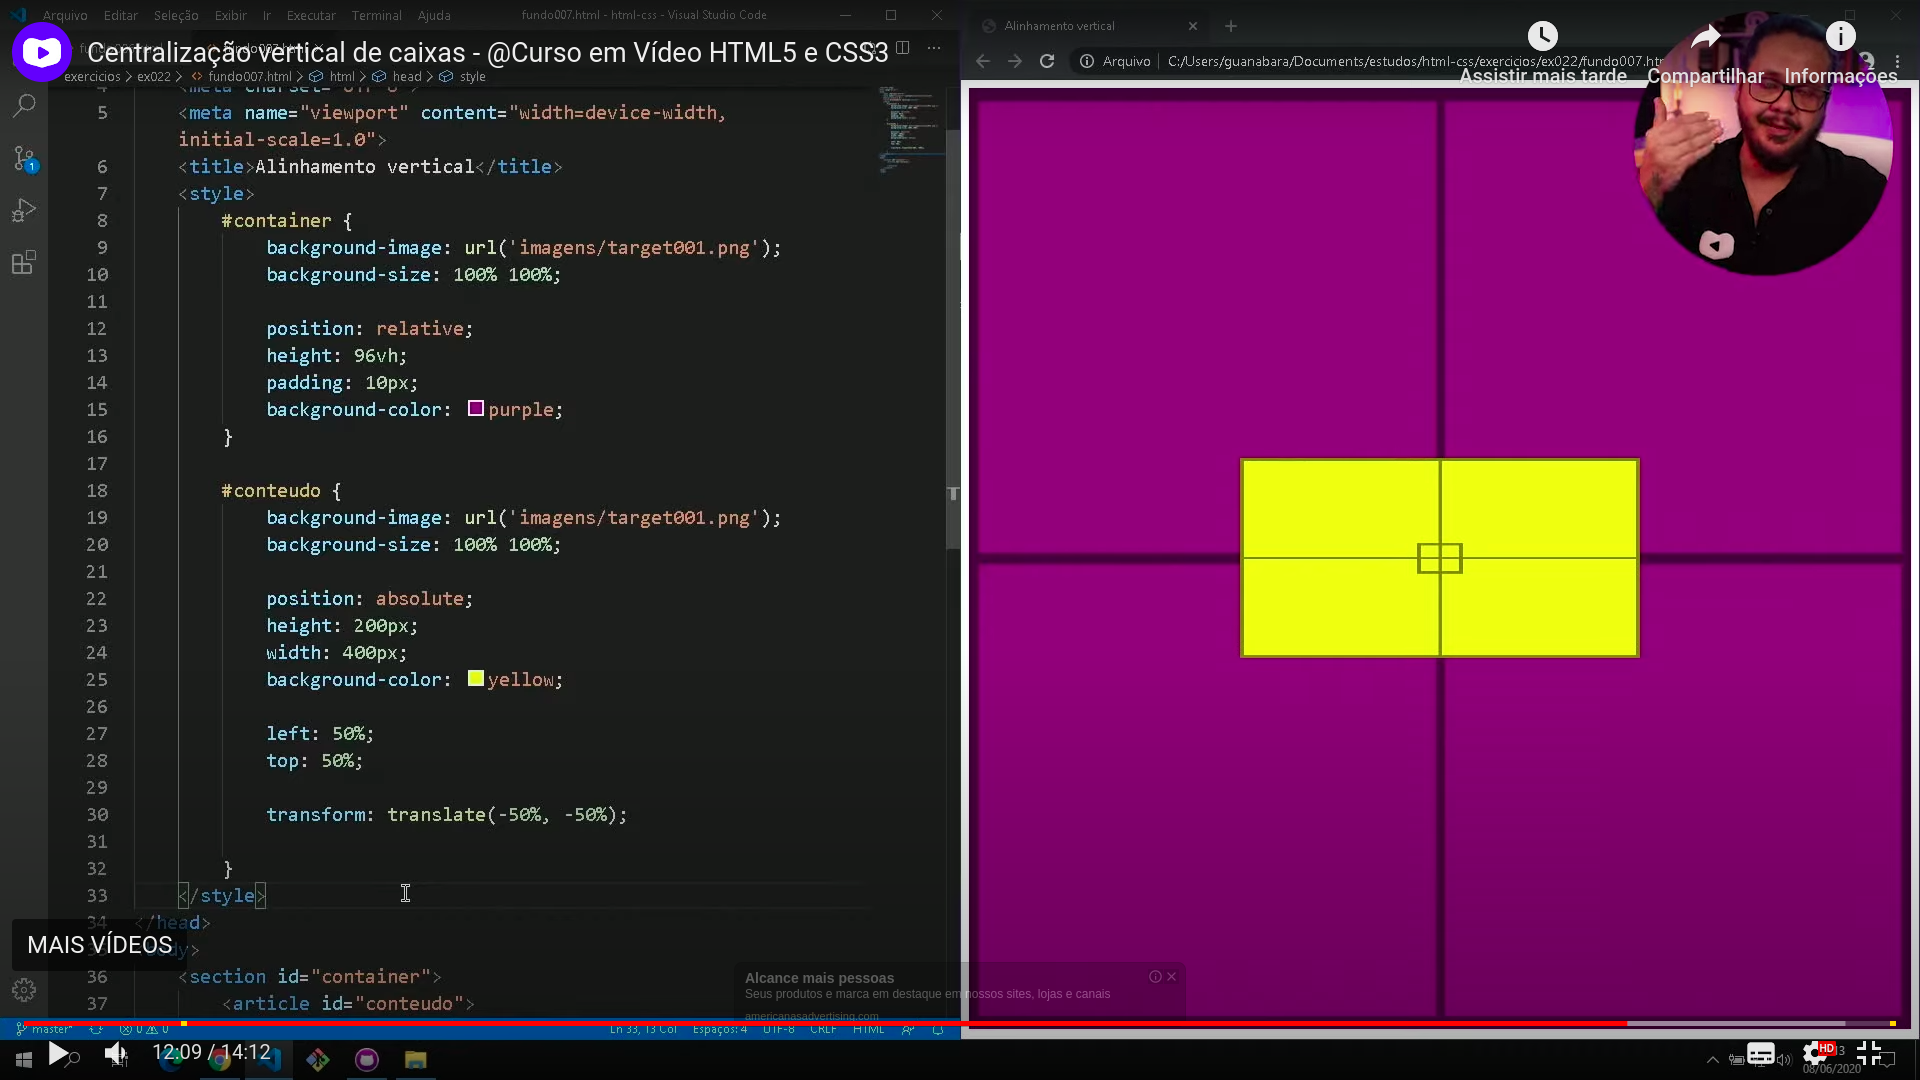 Arquivo Editar Seleção Exibir Ir Executar Terminal Ajuda
fundo007.html - html-css - Visual Studio Code
Alinhamento vertical
Centralização vertical de caixas - @Curso em Vídeo HTML5 e CSS3
Arquivo C:/Users/guanabara/Documents/estudos/html-css/exercicios/ex022/fundo007.htm
Assistir mais tarde Compartilhar Informações
exercicios > ex022 > fundo007.html > html > head > style
4 <meta charset="UTF-8">
5 <meta name="viewport" content="width=device-width,
initial-scale=1.0">
6 <title>Alinhamento vertical</title>
7 <style>
8 #container {
9 background-image: url('imagens/target001.png');
10 background-size: 100% 100%;
11
12 position: relative;
13 height: 96vh;
14 padding: 10px;
15 background-color: purple;
16 }
17
18 #conteudo {
19 background-image: url('imagens/target001.png');
20 background-size: 100% 100%;
21
22 position: absolute;
23 height: 200px;
24 width: 400px;
25 background-color: yellow;
26
27 left: 50%;
28 top: 50%;
29
30 transform: translate(-50%, -50%);
31
32 }
33 </style>
34 </head>
MAIS VÍDEOS
36 <section id="container">
37 <article id="conteudo">
Alcance mais pessoas
Seus produtos e marca em destaque em nossos sites, lojas e canais
americanasadvertising.com
master* 0 0 Ln 33, 13 Col Espaços: 4 UTF-8 CRLF HTML
12:09 / 14:12
HD
08/06/2020